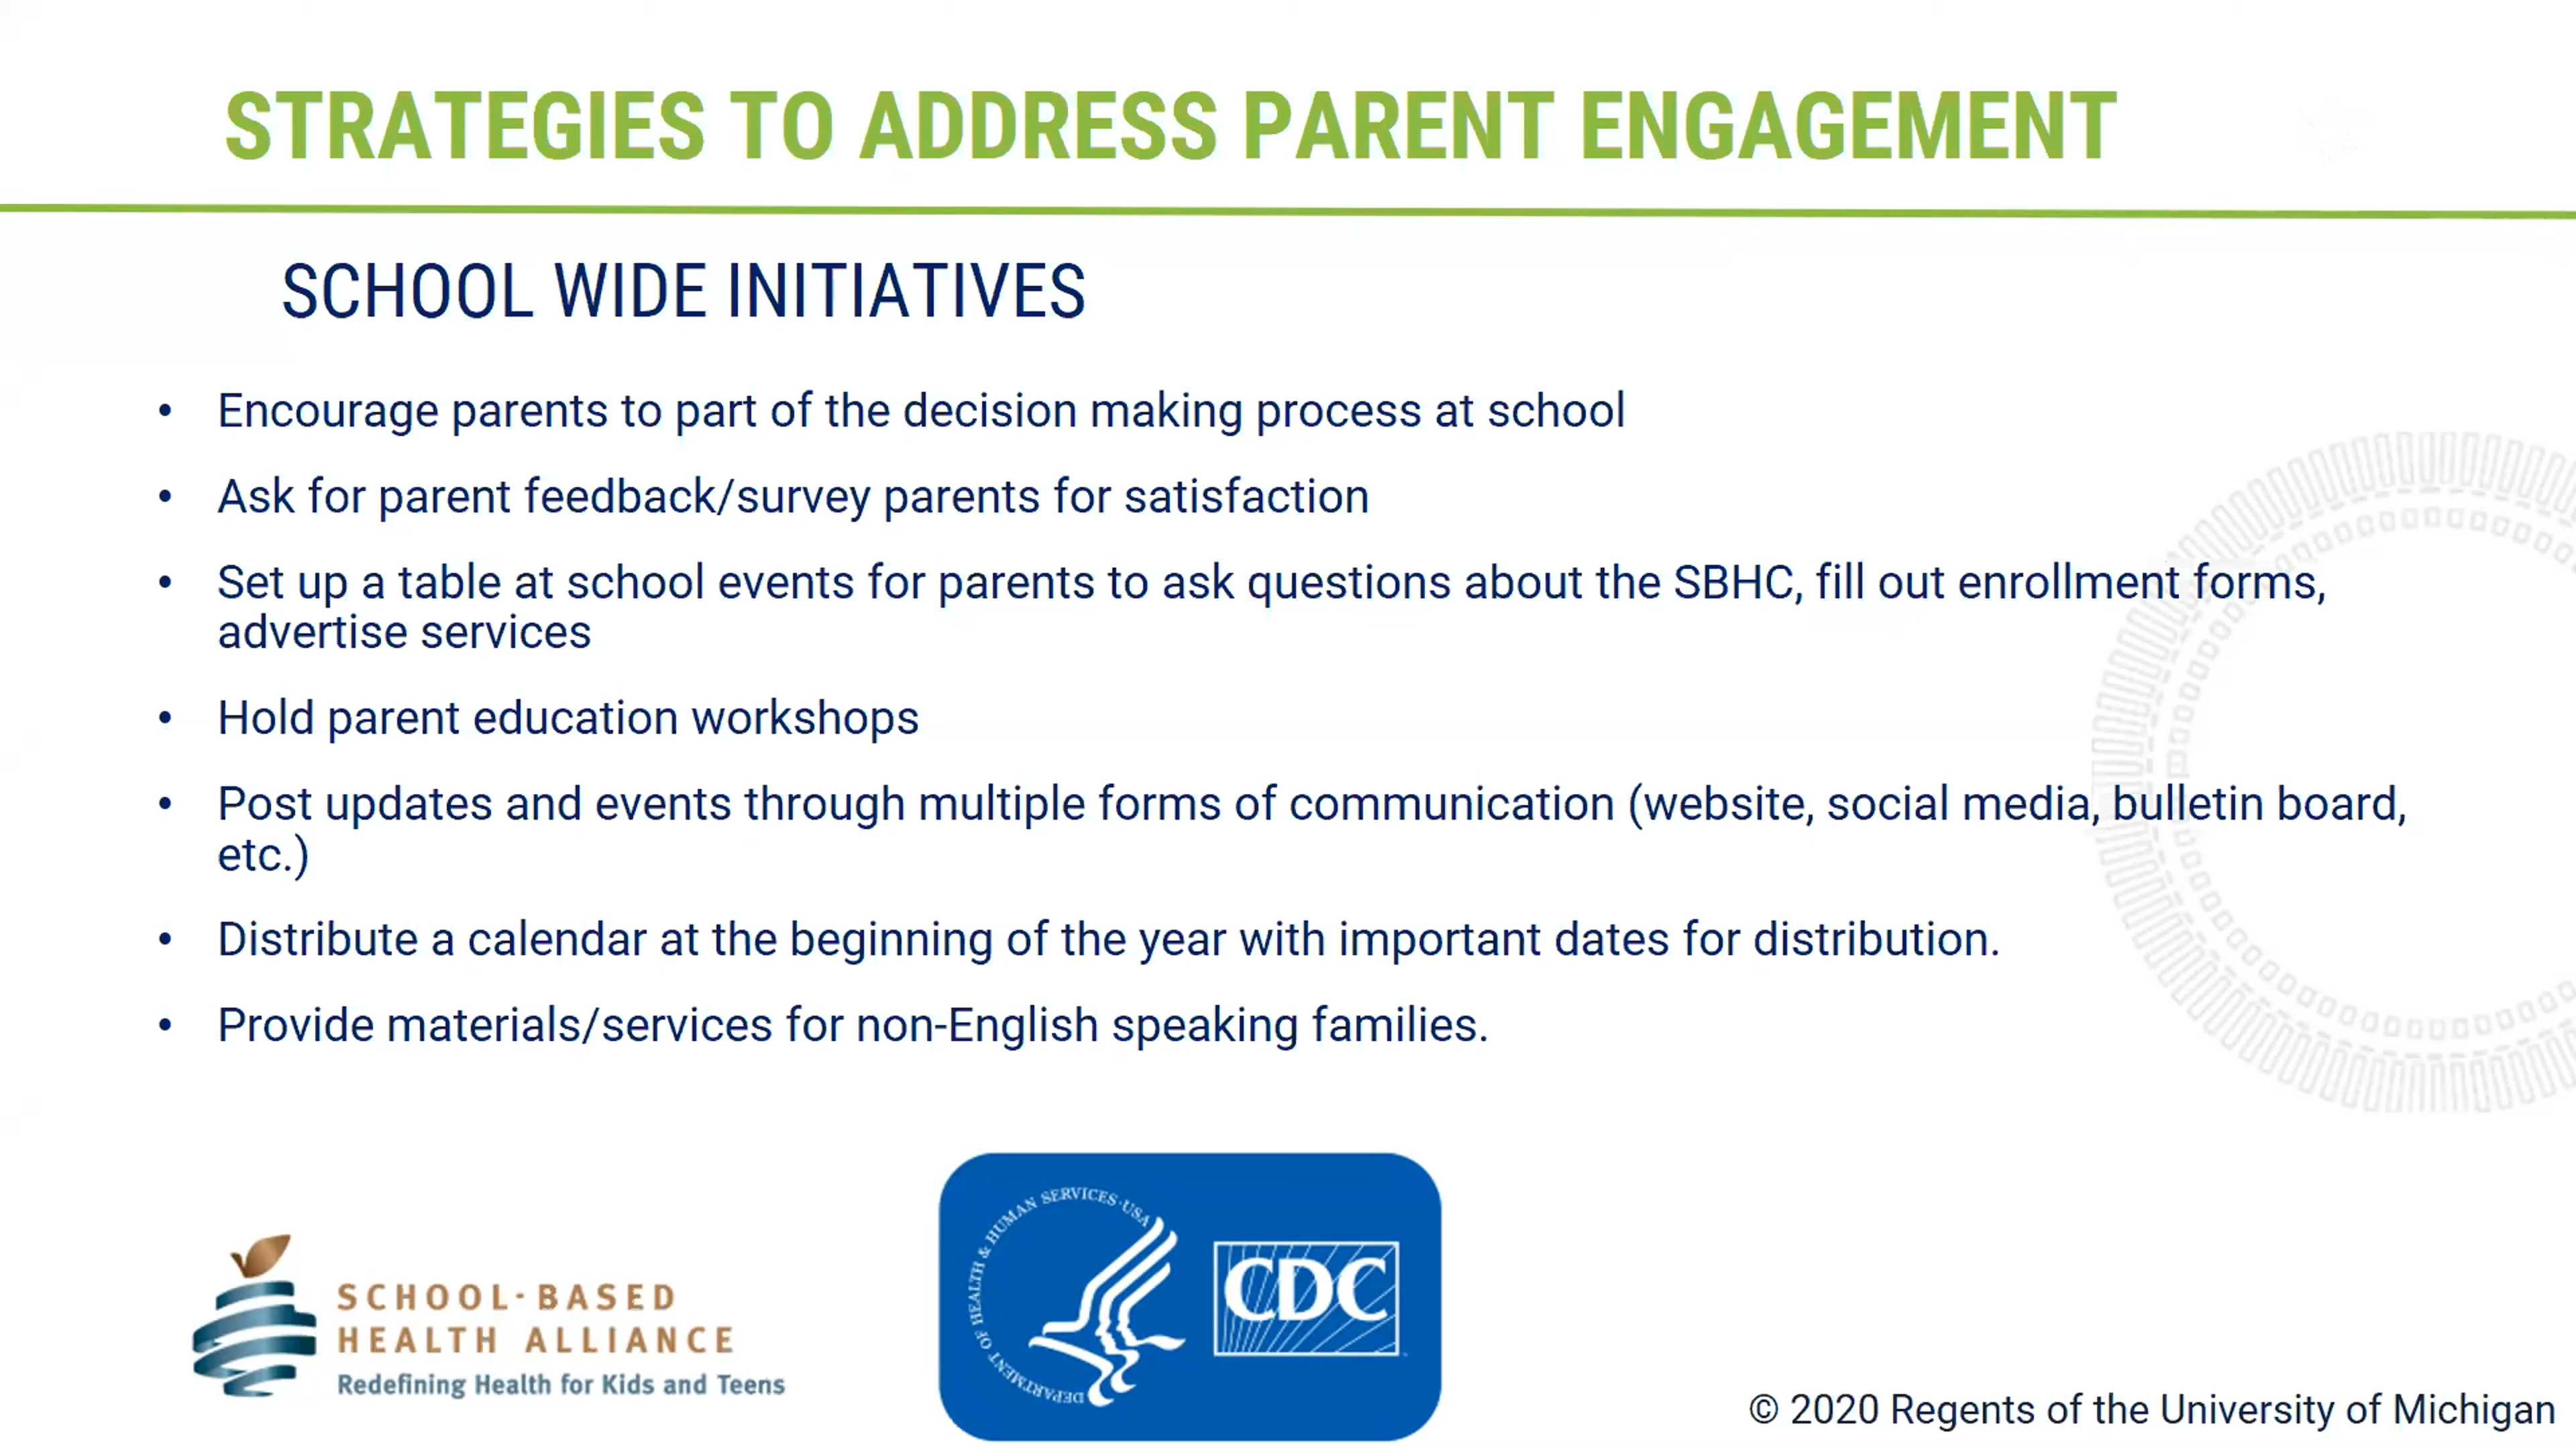 STRATEGIES TO ADDRESS PARENT ENGAGEMENT
SCHOOL WIDE INITIATIVES
• Encourage parents to part of the decision making process at school
• Ask for parent feedback/survey parents for satisfaction
• Set up a table at school events for parents to ask questions about the SBHC, fill out enrollment forms,
advertise services
• Hold parent education workshops
• Post updates and events through multiple forms of communication (website, social media, bulletin board,
etc.)
• Distribute a calendar at the beginning of the year with important dates for distribution.
• Provide materials/services for non-English speaking families.
SCHOOL-BASED
HEALTH ALLIANCE
Redefining Health for Kids and Teens
DEPARTMENT OF HEALTH & HUMAN SERVICES·USA
CDC
© 2020 Regents of the University of Michigan